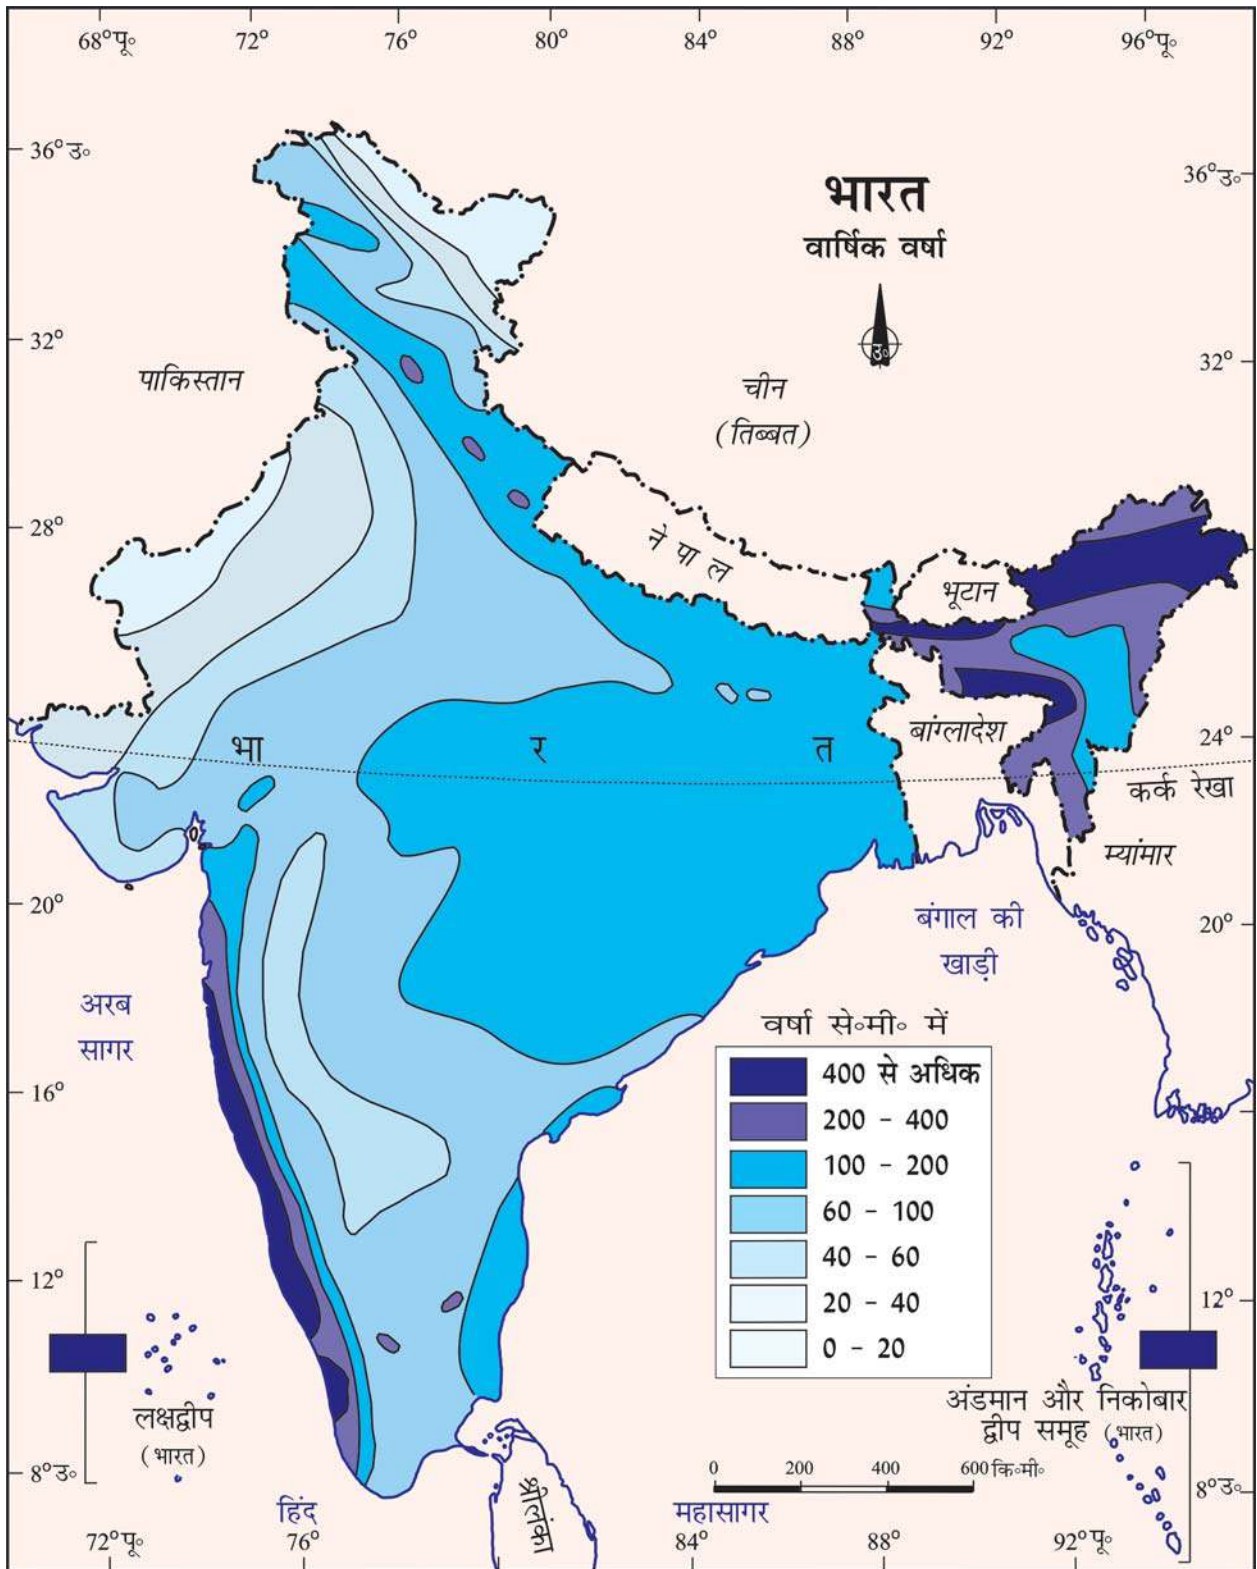 68°पू॰ 72° 76° 80° 84° 88° 92° 96°पू॰
36°उ॰ 36°उ॰
भारत
वार्षिक वर्षा
उ॰
32° 32°
पाकिस्तान
चीन
(तिब्बत)
28°
नेपाल
भूटान
बांग्लादेश
24°
भा र त
कर्क रेखा
म्यांमार
20° 20°
बंगाल की
खाड़ी
अरब
सागर
वर्षा से॰मी॰ में
400 से अधिक
200 - 400
100 - 200
60 - 100
40 - 60
20 - 40
0 - 20
16°
12° 12°
लक्षद्वीप
(भारत)
अंडमान और निकोबार
द्वीप समूह (भारत)
0 200 400 600 कि॰मी॰
8°उ॰ 8°उ॰
श्रीलंका
हिंद महासागर
72°पू॰ 76° 84° 88° 92°पू॰